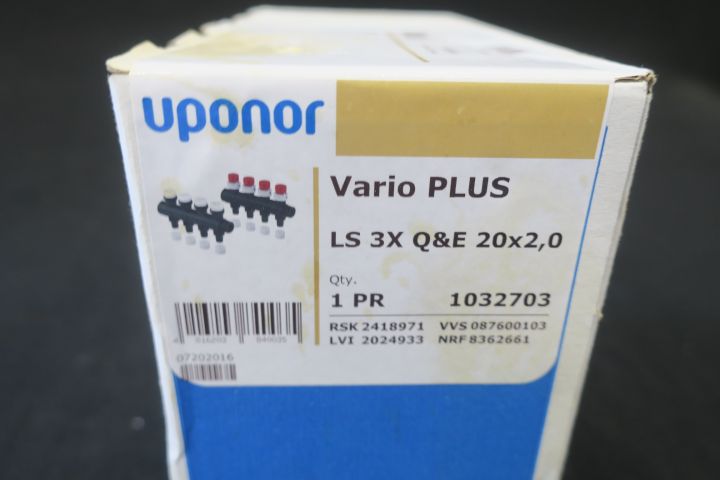 uponor
Vario PLUS
LS 3X Q&E 20x2,0
Qty.
1 PR 1032703
RSK 2418971 VVS 087600103
LVI 2024933 NRF 8362661
07202016